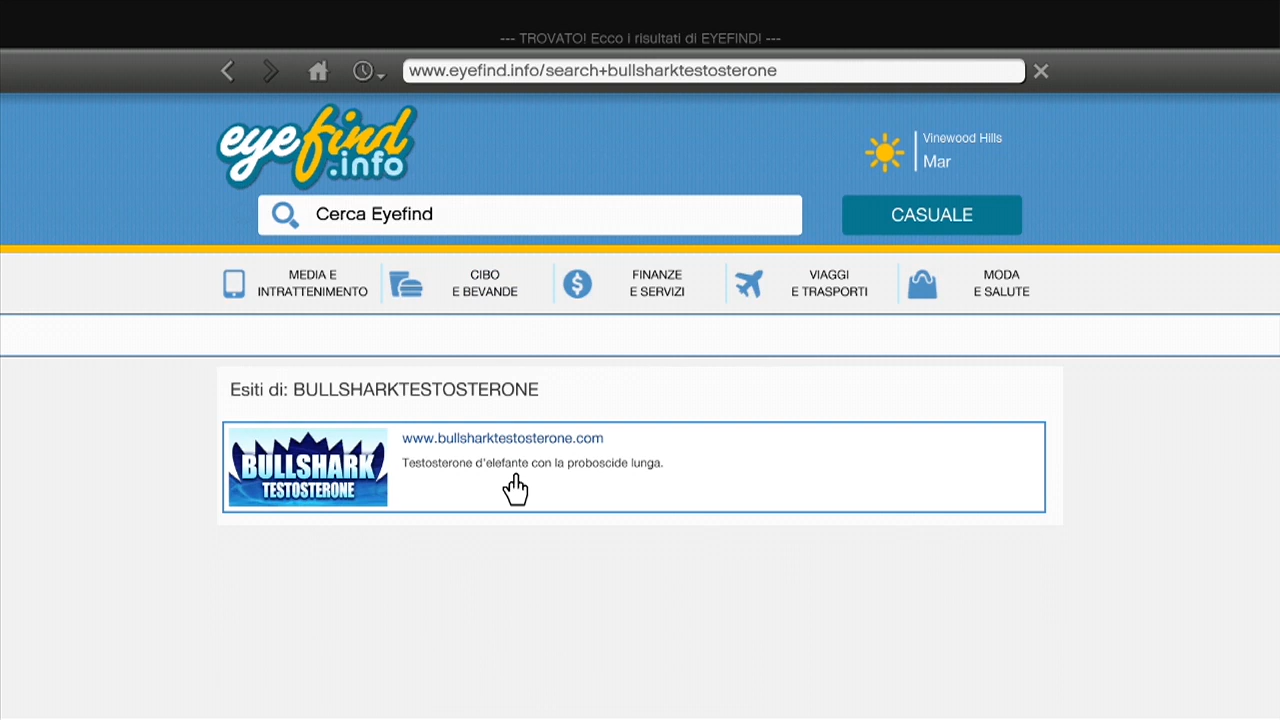 --- TROVATO! Ecco i risultati di EYEFIND! ---
www.eyefind.info/search+bullsharktestosterone
eyefind
.info
Vinewood Hills
Mar
Cerca Eyefind
CASUALE
MEDIA E
INTRATTENIMENTO
CIBO
E BEVANDE
FINANZE
E SERVIZI
VIAGGI
E TRASPORTI
MODA
E SALUTE
Esiti di: BULLSHARKTESTOSTERONE
BULLSHARK
TESTOSTERONE
www.bullsharktestosterone.com
Testosterone d'elefante con la proboscide lunga.